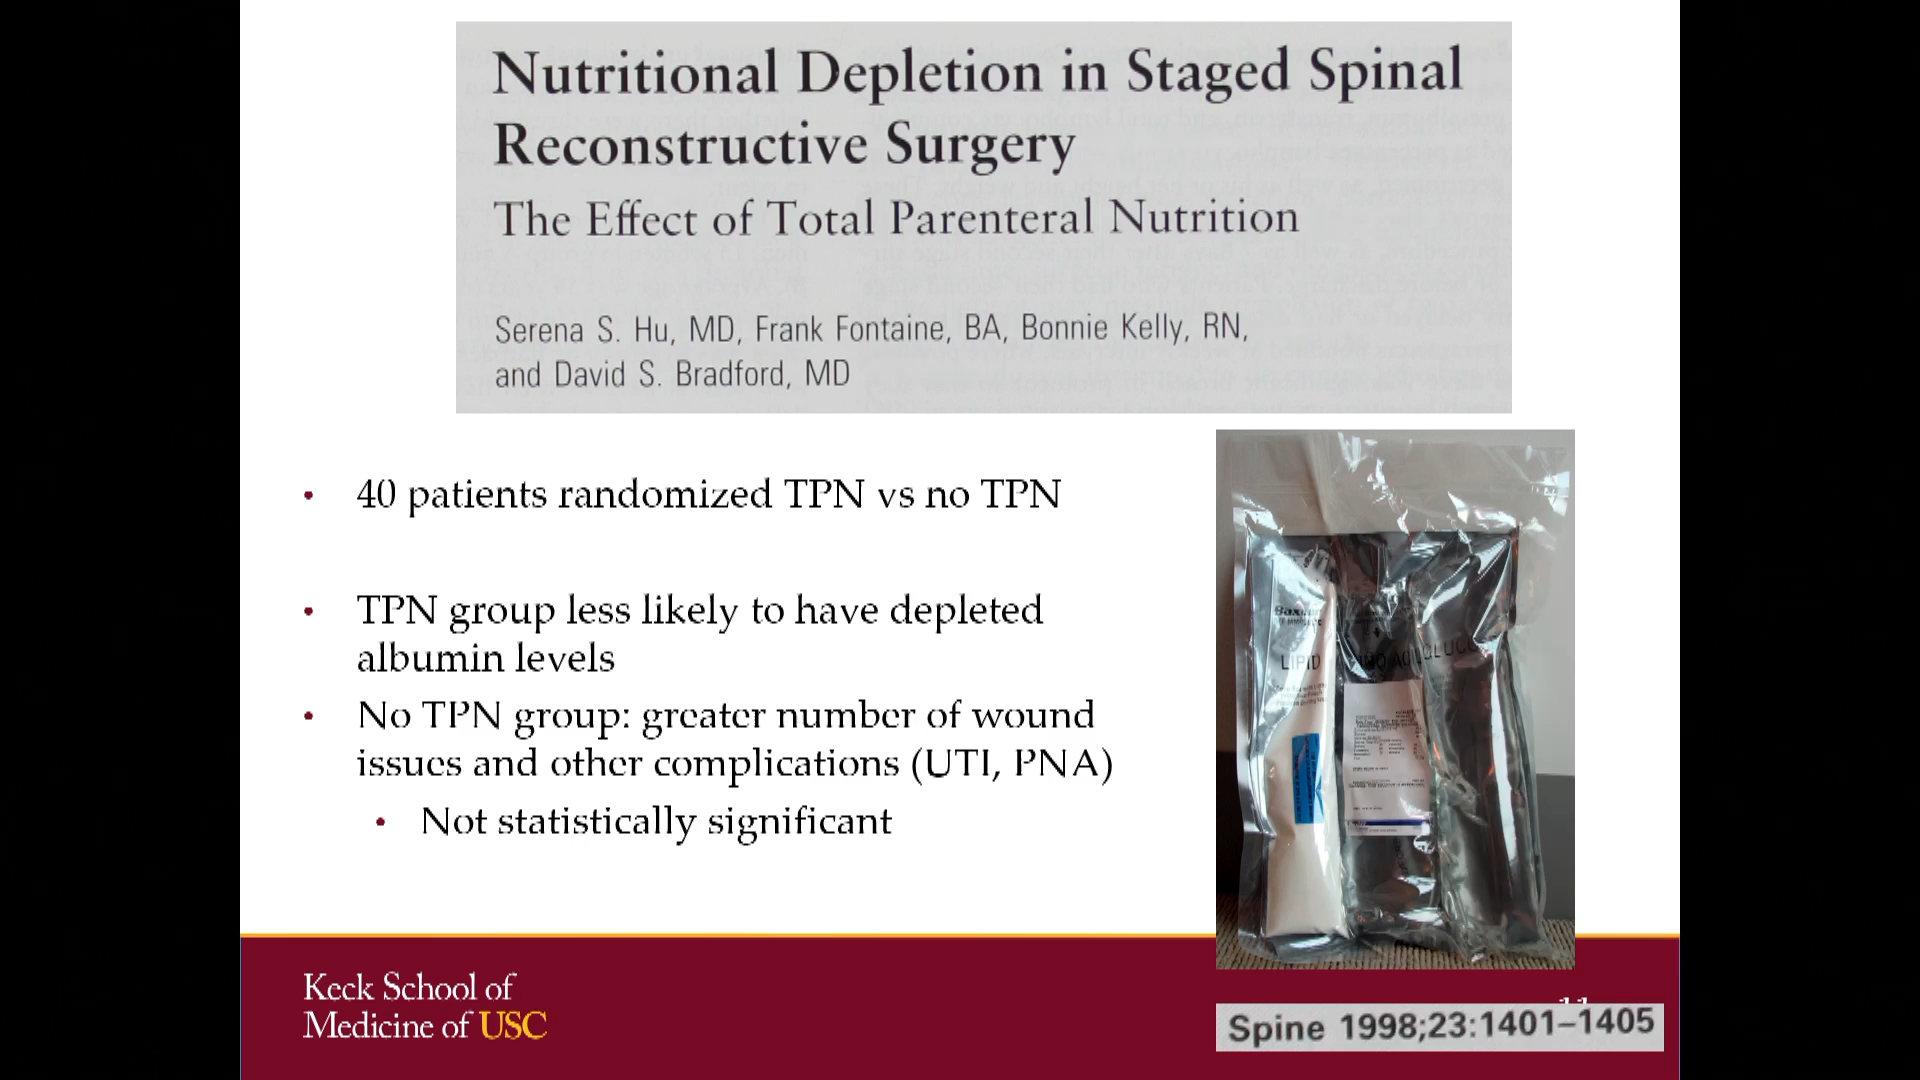 Nutritional Depletion in Staged Spinal
Reconstructive Surgery
The Effect of Total Parenteral Nutrition
Serena S. Hu, MD, Frank Fontaine, BA, Bonnie Kelly, RN,
and David S. Bradford, MD
• 40 patients randomized TPN vs no TPN
• TPN group less likely to have depleted
albumin levels
• No TPN group: greater number of wound
issues and other complications (UTI, PNA)
• Not statistically significant
LIPID
Keck School of
Medicine of USC
Spine 1998;23:1401–1405